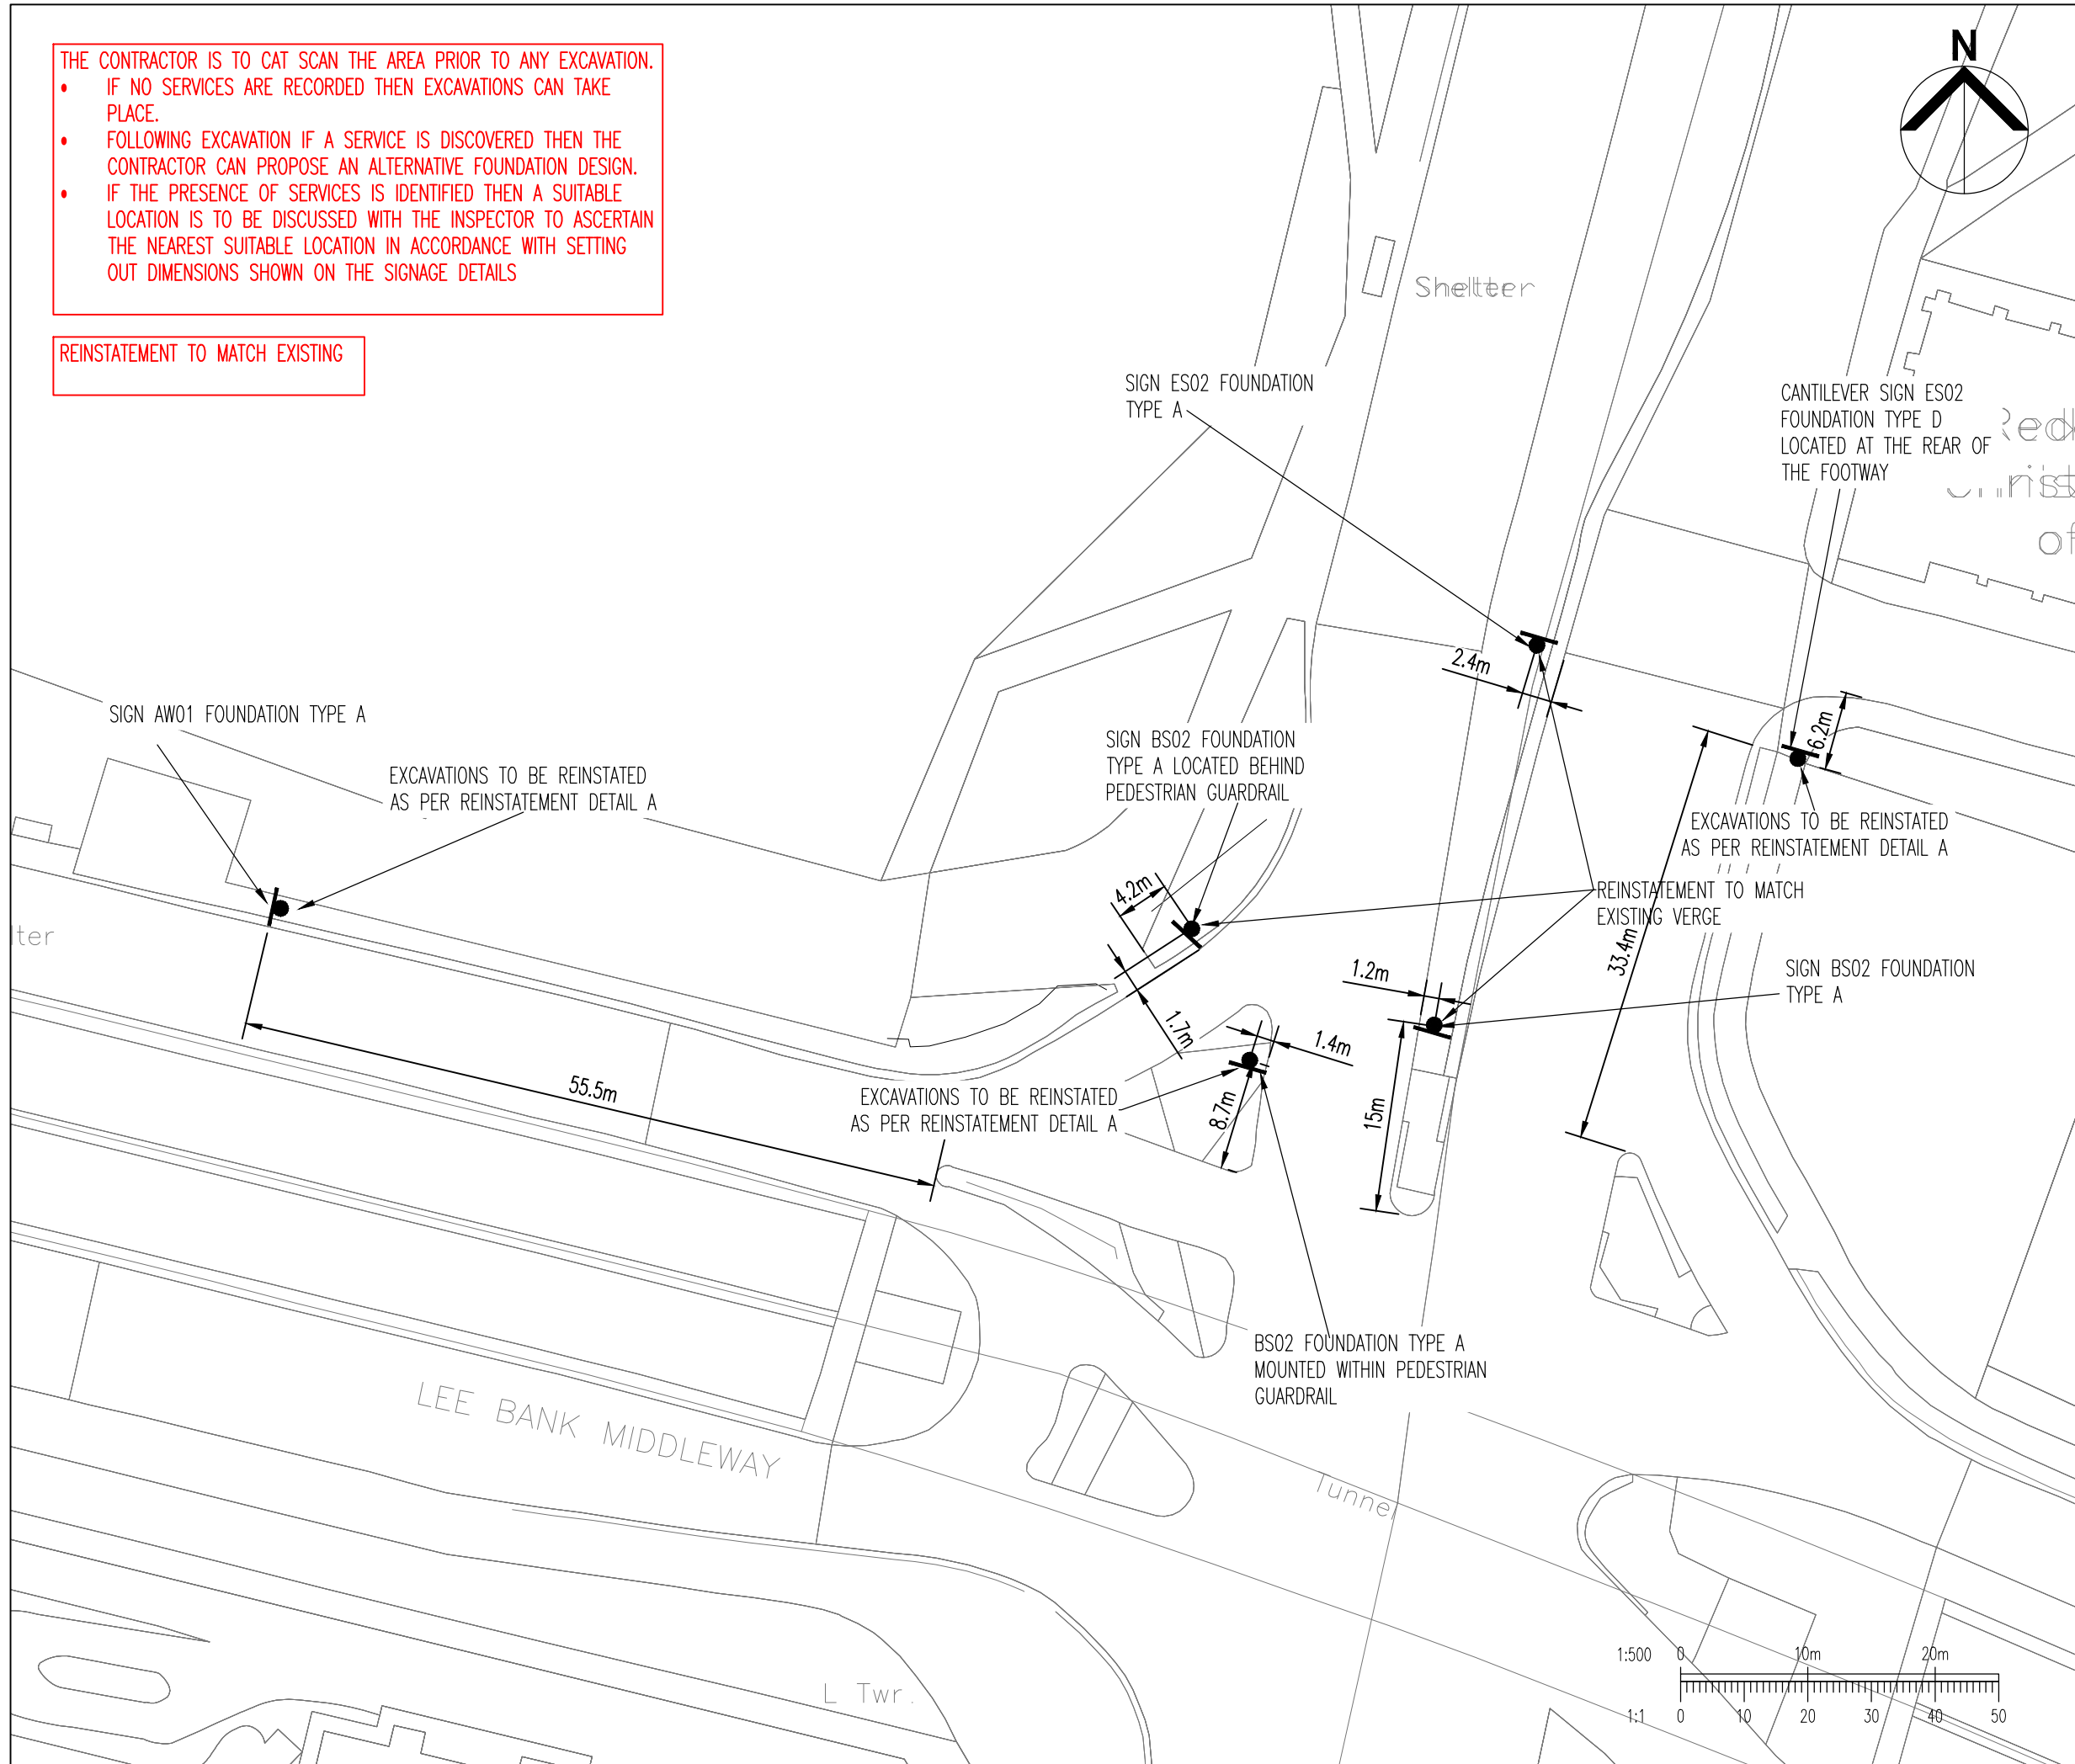 THE CONTRACTOR IS TO CAT SCAN THE AREA PRIOR TO ANY EXCAVATION.
• IF NO SERVICES ARE RECORDED THEN EXCAVATIONS CAN TAKE
PLACE.
• FOLLOWING EXCAVATION IF A SERVICE IS DISCOVERED THEN THE
CONTRACTOR CAN PROPOSE AN ALTERNATIVE FOUNDATION DESIGN.
• IF THE PRESENCE OF SERVICES IS IDENTIFIED THEN A SUITABLE
LOCATION IS TO BE DISCUSSED WITH THE INSPECTOR TO ASCERTAIN
THE NEAREST SUITABLE LOCATION IN ACCORDANCE WITH SETTING
OUT DIMENSIONS SHOWN ON THE SIGNAGE DETAILS
REINSTATEMENT TO MATCH EXISTING
N
Shelter
SIGN ES02 FOUNDATION
TYPE A
CANTILEVER SIGN ES02
FOUNDATION TYPE D
LOCATED AT THE REAR OF
THE FOOTWAY
of
2.4m
6.2m
SIGN AW01 FOUNDATION TYPE A
EXCAVATIONS TO BE REINSTATED
AS PER REINSTATEMENT DETAIL A
SIGN BS02 FOUNDATION
TYPE A LOCATED BEHIND
PEDESTRIAN GUARDRAIL
EXCAVATIONS TO BE REINSTATED
AS PER REINSTATEMENT DETAIL A
4.2m
REINSTATEMENT TO MATCH
EXISTING VERGE
lter
33.4m
1.2m
SIGN BS02 FOUNDATION
TYPE A
1.7m
1.4m
55.5m
8.7m
15m
EXCAVATIONS TO BE REINSTATED
AS PER REINSTATEMENT DETAIL A
BS02 FOUNDATION TYPE A
MOUNTED WITHIN PEDESTRIAN
GUARDRAIL
LEE BANK MIDDLEWAY
Tunnel
L Twr.
1:500 0 10m 20m
1:1 0 10 20 30 40 50